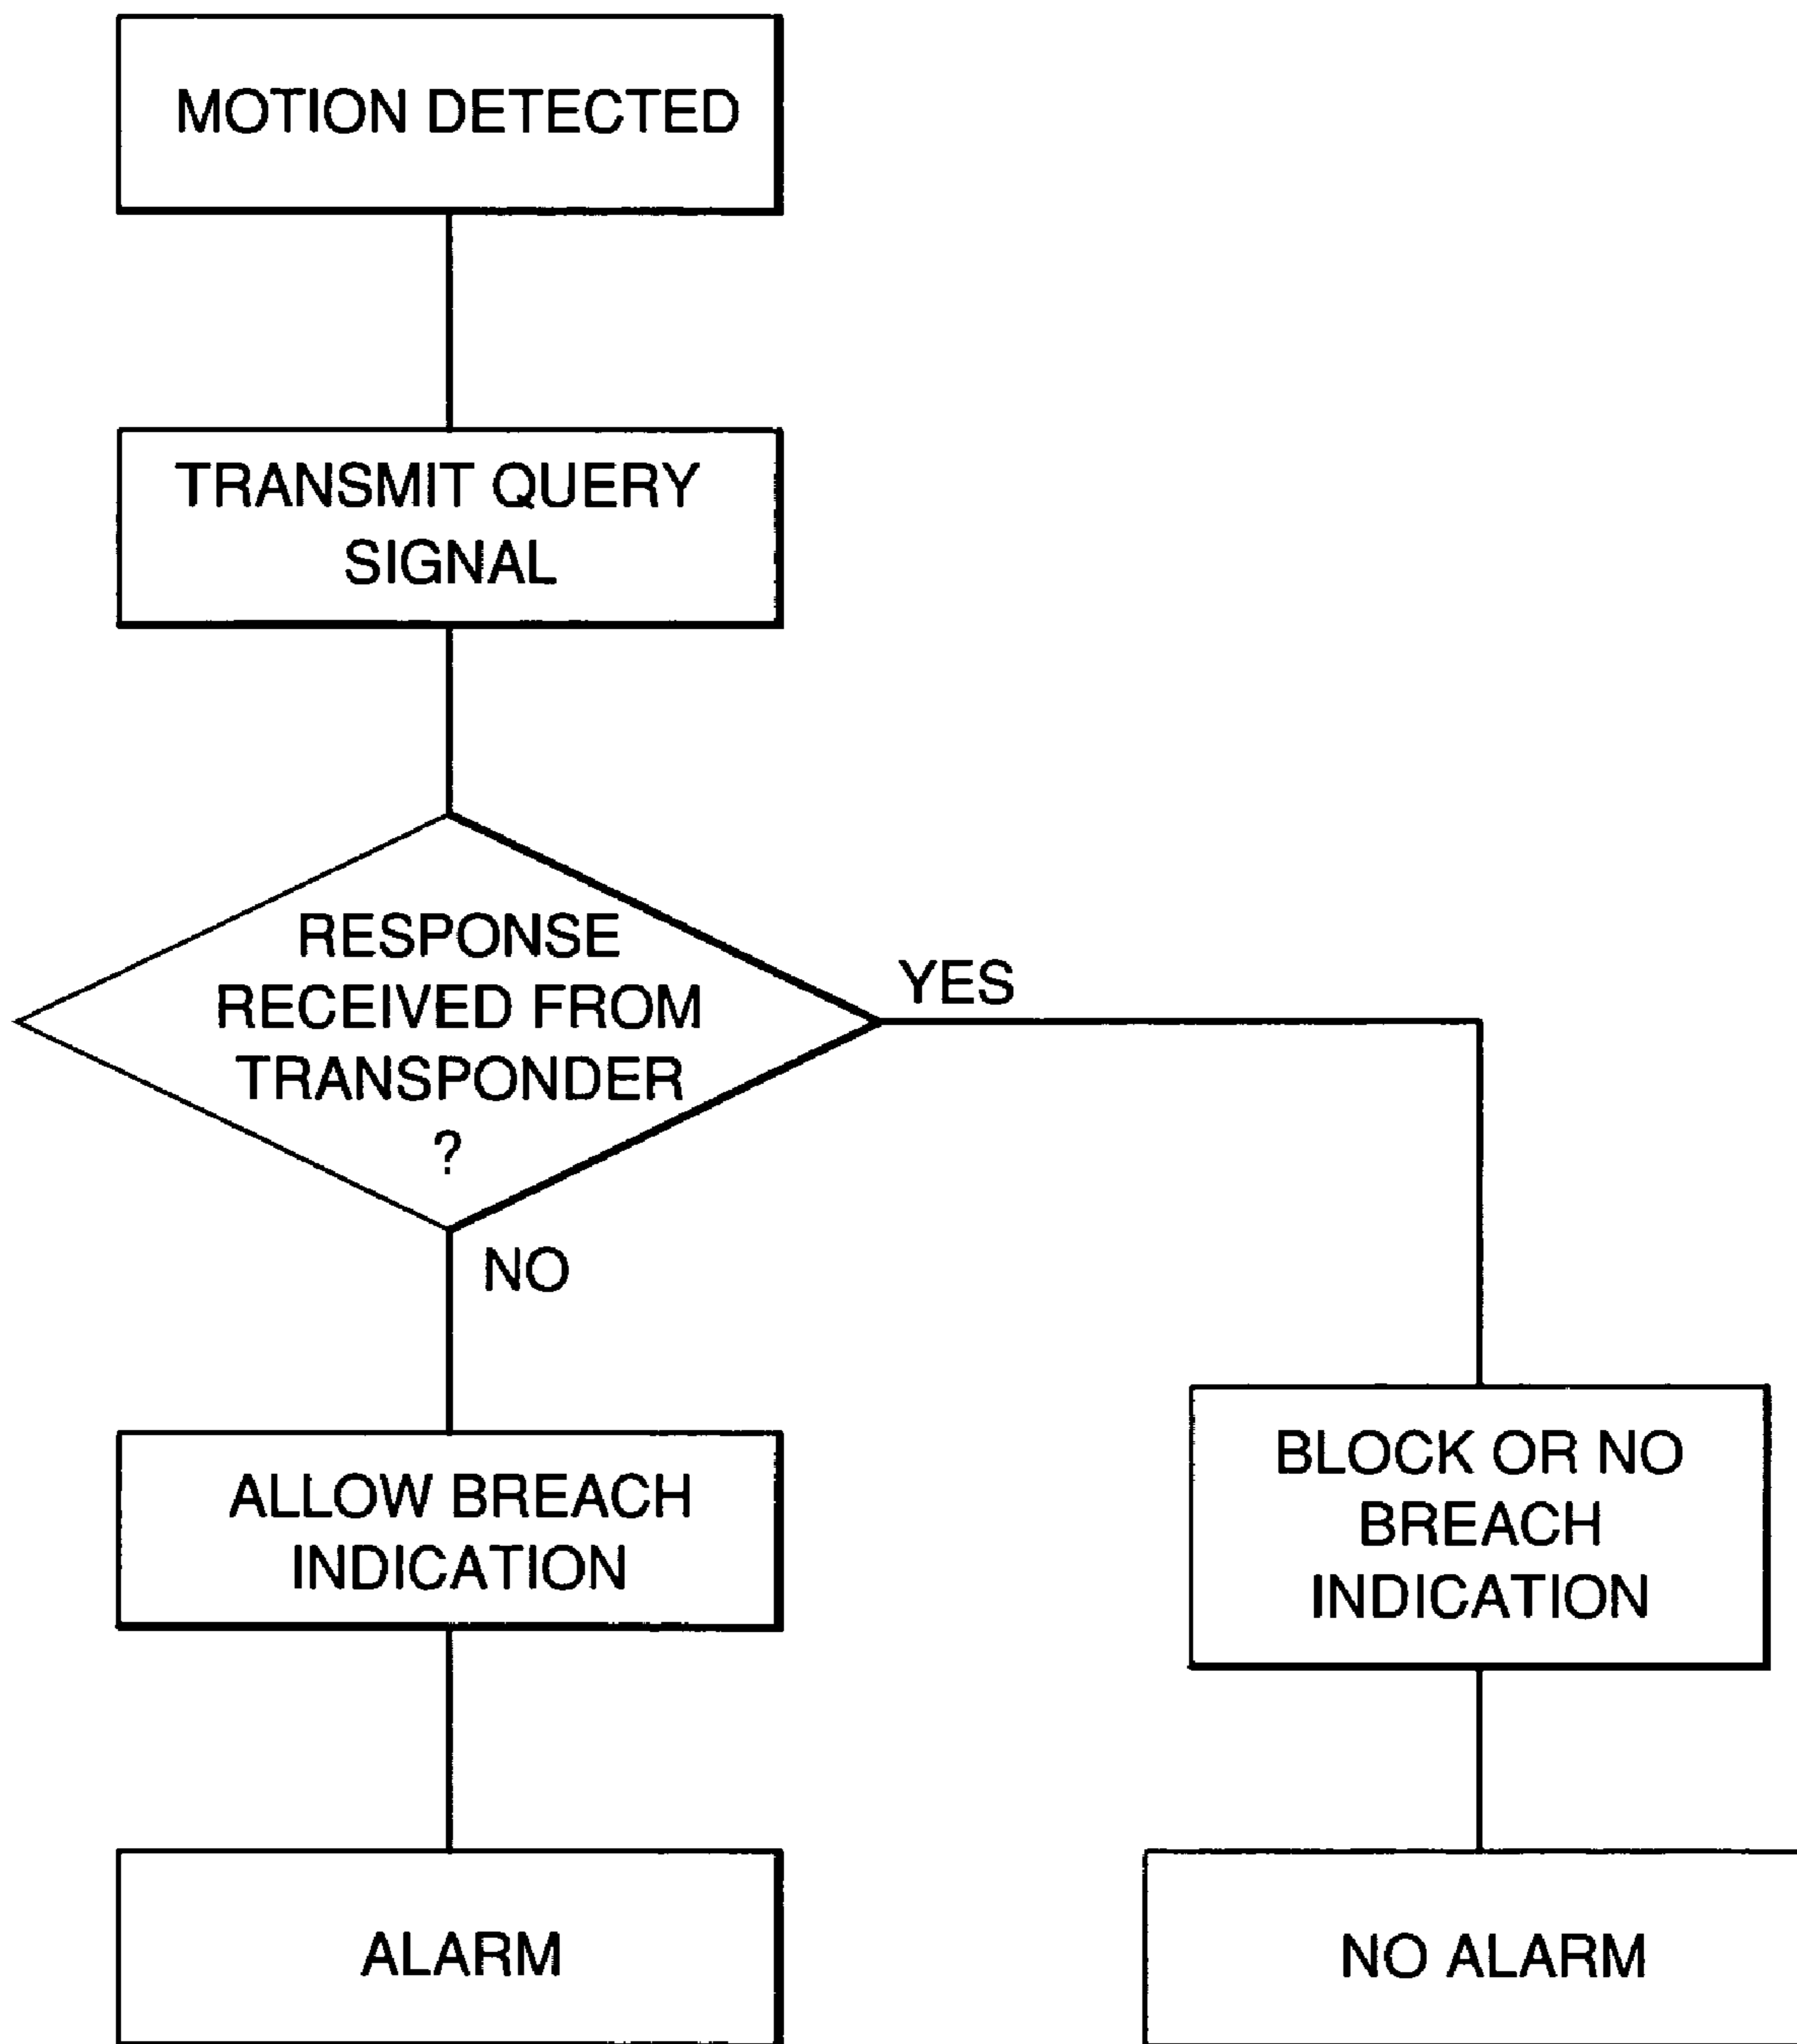 MOTION DETECTED
TRANSMIT QUERY
SIGNAL
RESPONSE
RECEIVED FROM
TRANSPONDER
?
YES
NO
ALLOW BREACH
INDICATION
BLOCK OR NO
BREACH
INDICATION
ALARM
NO ALARM